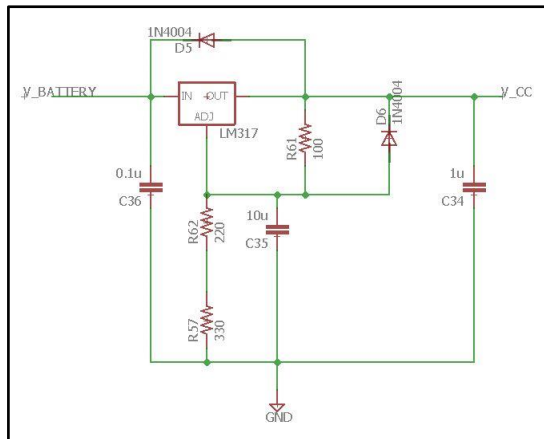 1N4004
D5
V_BATTERY
IN
OUT
ADJ
LM317
V_CC
D6
1N4004
R61
100
0.1u
C36
R62
220
10u
C35
1u
C34
R57
330
GND